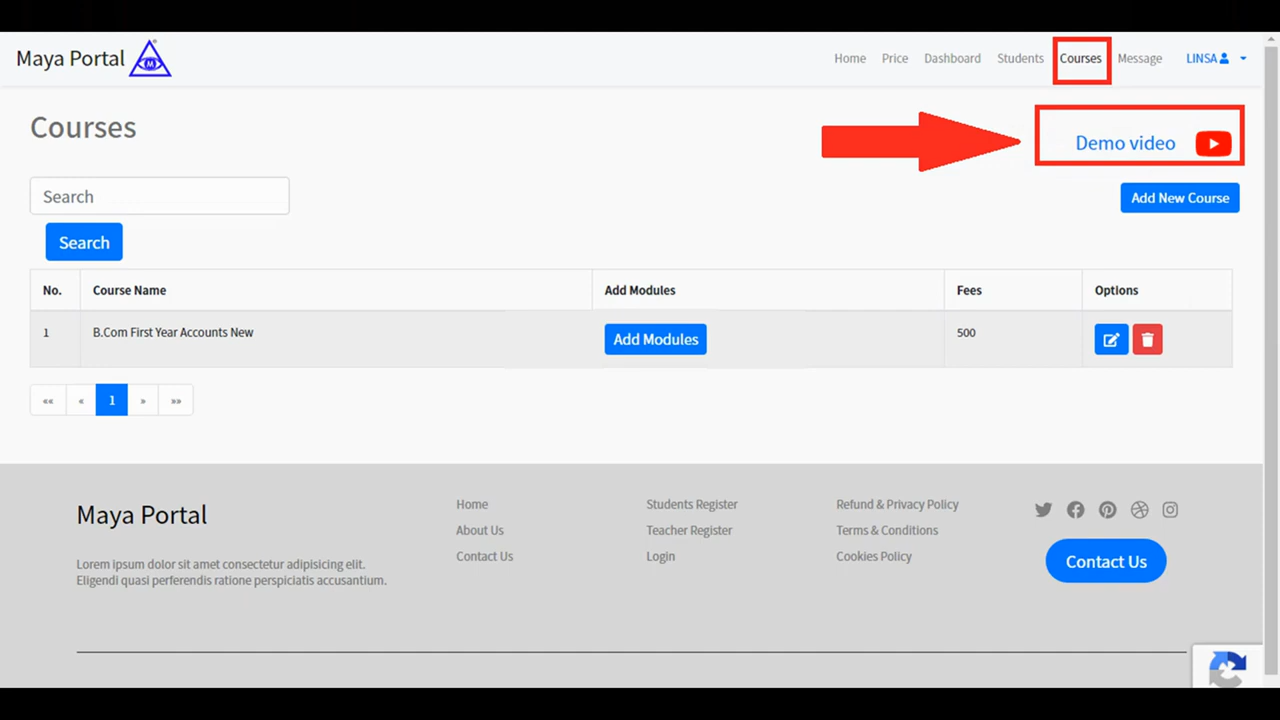 Maya Portal
Home Price Dashboard Students Courses Message LINSA
Courses
Demo video
Search
Add New Course
Search
No. Course Name Add Modules Fees Options
1 B.Com First Year Accounts New Add Modules 500
«« « 1 » »»
Maya Portal
Lorem ipsum dolor sit amet consectetur adipisicing elit.
Eligendi quasi perferendis ratione perspiciatis accusantium.
Home
About Us
Contact Us
Students Register
Teacher Register
Login
Refund & Privacy Policy
Terms & Conditions
Cookies Policy
Contact Us